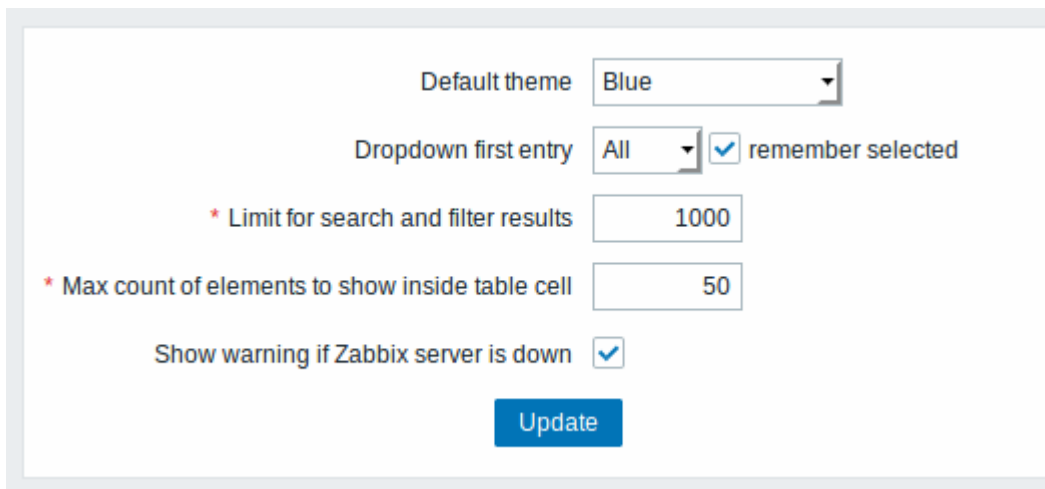 Default theme Blue
Dropdown first entry All remember selected
* Limit for search and filter results 1000
* Max count of elements to show inside table cell 50
Show warning if Zabbix server is down
Update